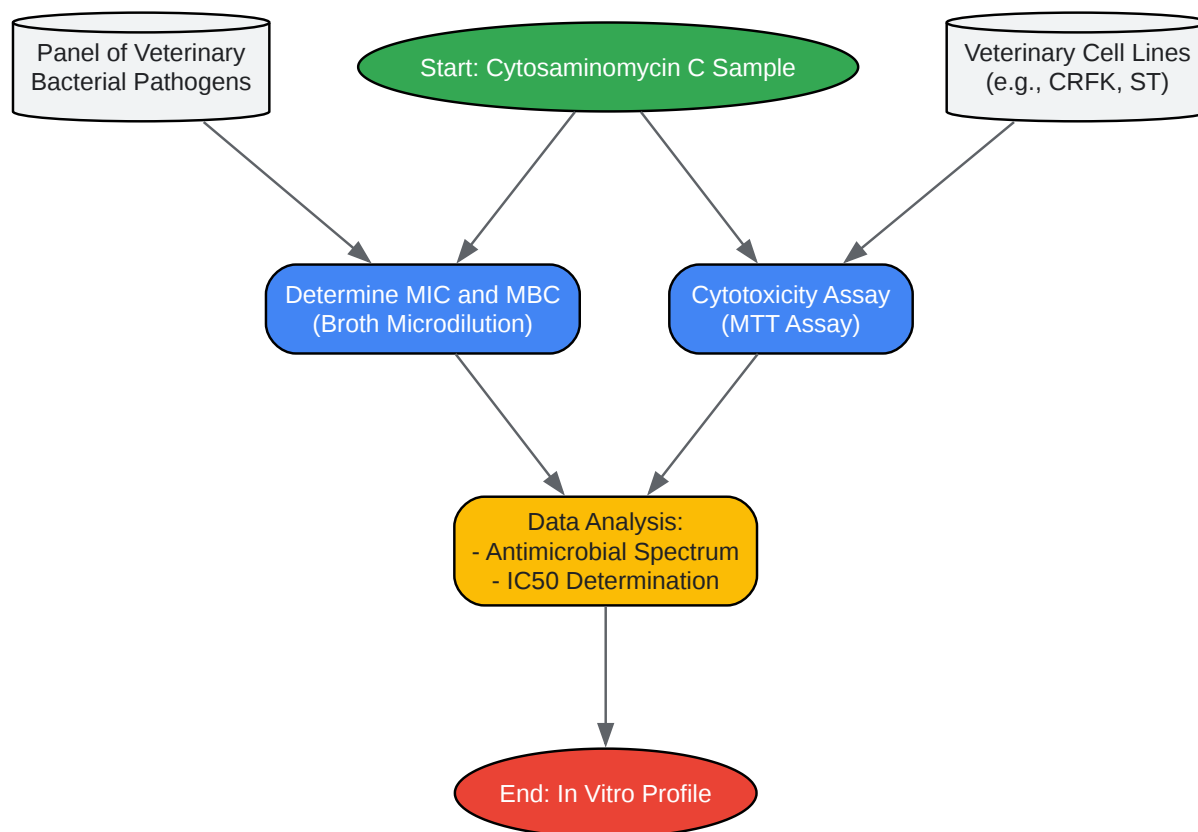 Panel of Veterinary
Bacterial Pathogens
Start: Cytosaminomycin C Sample
Veterinary Cell Lines
(e.g., CRFK, ST)
Determine MIC and MBC
(Broth Microdilution)
Cytotoxicity Assay
(MTT Assay)
Data Analysis:
- Antimicrobial Spectrum
- IC50 Determination
End: In Vitro Profile